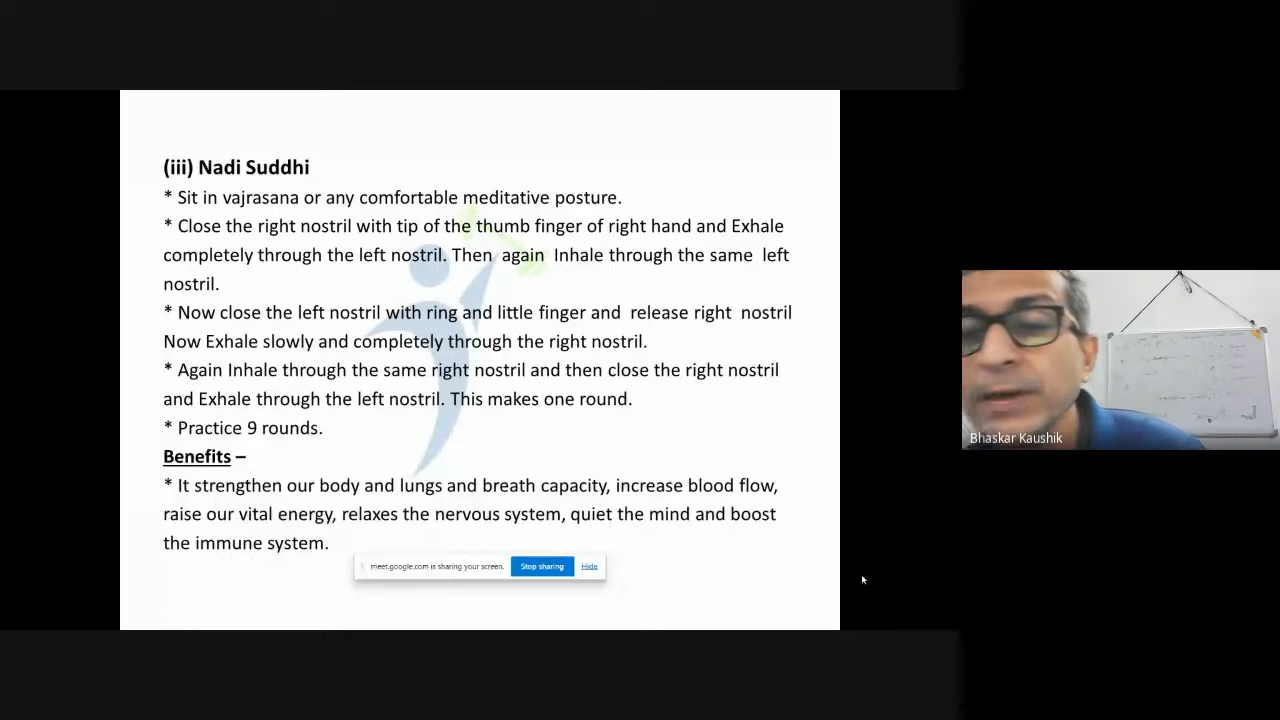 (iii) Nadi Suddhi
* Sit in vajrasana or any comfortable meditative posture.
* Close the right nostril with tip of the thumb finger of right hand and Exhale
completely through the left nostril. Then again Inhale through the same left
nostril.
* Now close the left nostril with ring and little finger and release right nostril
Now Exhale slowly and completely through the right nostril.
* Again Inhale through the same right nostril and then close the right nostril
and Exhale through the left nostril. This makes one round.
* Practice 9 rounds.
Benefits –
* It strengthen our body and lungs and breath capacity, increase blood flow,
raise our vital energy, relaxes the nervous system, quiet the mind and boost
the immune system.
meet.google.com is sharing your screen. Stop sharing Hide
Bhaskar Kaushik